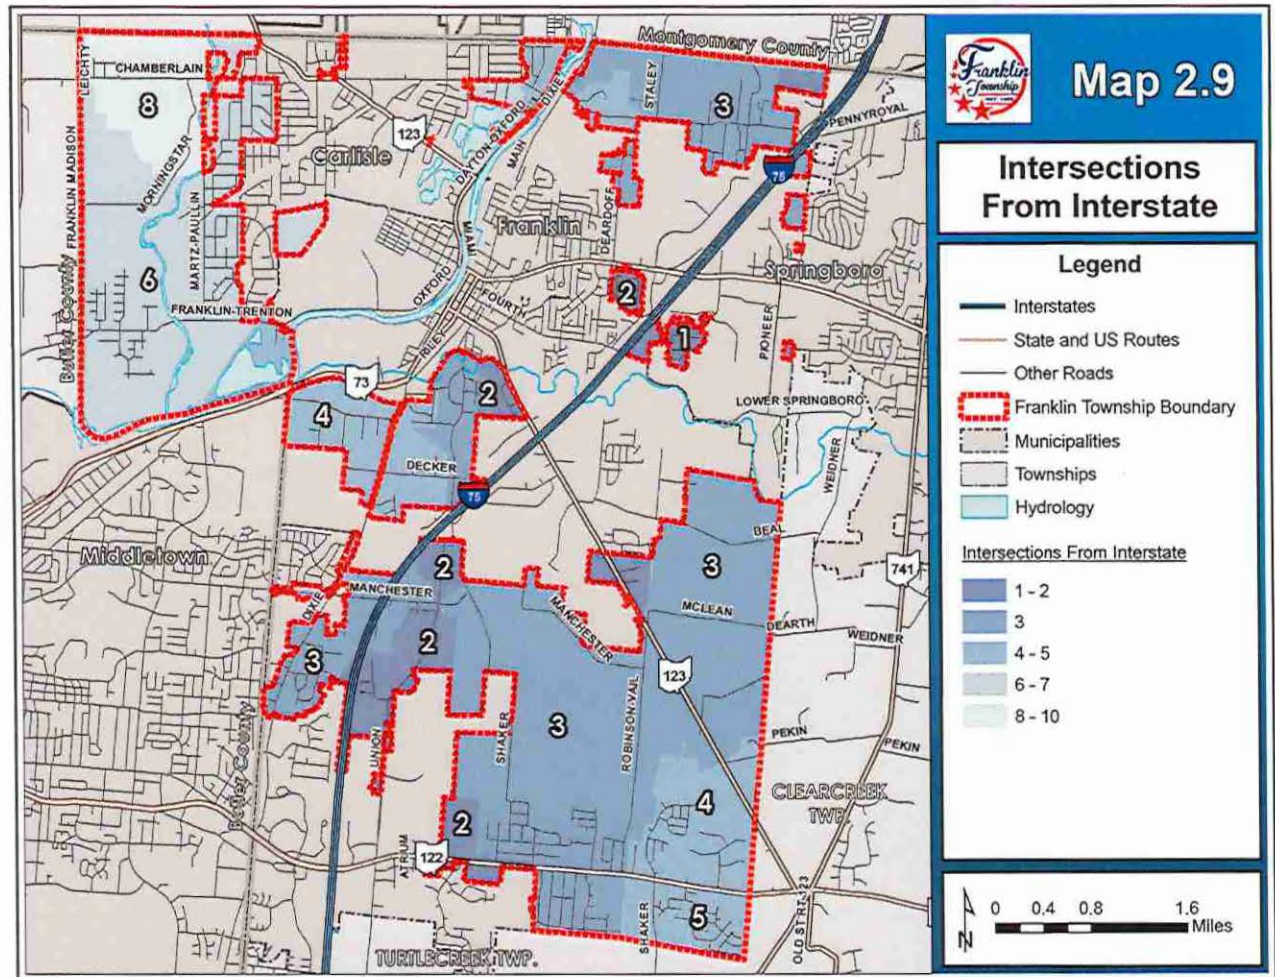 Montgomery County
LEICHTY
CHAMBERLAIN
8
3
STALEY
DIXIE
PENNYROYAL
123
Carlisle
DAYTON-OXFORD
MAIN
75
MORNINGSTAR
FRANKLIN MADISON
MARTZ-PAULLIN
Franklin
DEARDOFF
MIAMI
OXFORD
Springboro
Butler County
6
2
FOURTH
FRANKLIN-TRENTON
RILEY
1
PIONEER
73
2
4
LOWER SPRINGBORO
DECKER
WEIDNER
75
BEAL
Middletown
2
3
741
MANCHESTER
DIXIE
MANCHESTER
MCLEAN
DEARTH
WEIDNER
2
3
123
SHAKER
3
ROBINSON-VAIL
UNION
PEKIN
PEKIN
Butler County
4
CLEARCREEK
TWP.
2
ATRIUM
122
5
SHAKER
OLD ST RT 123
TURTLECREEK TWP.
Franklin
Township
Map 2.9
Intersections
From Interstate
Legend
Interstates
State and US Routes
Other Roads
Franklin Township Boundary
Municipalities
Townships
Hydrology
Intersections From Interstate
1 - 2
3
4 - 5
6 - 7
8 - 10
N
0 0.4 0.8 1.6
Miles